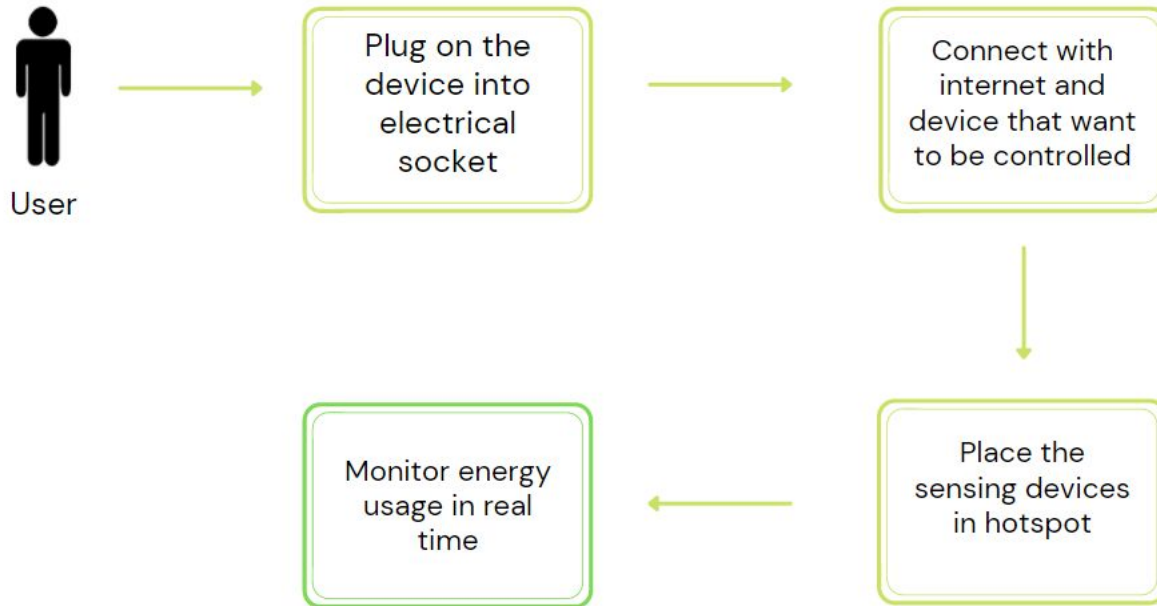 User
Plug on the
device into
electrical
socket
Connect with
internet and
device that want
to be controlled
Place the
sensing devices
in hotspot
Monitor energy
usage in real
time